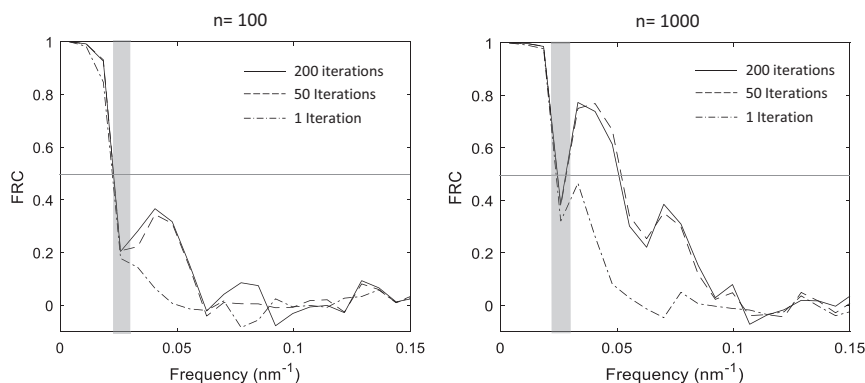 n= 100
1
0.8
0.6
0.4
0.2
0
FRC
200 iterations
50 Iterations
1 Iteration
0
0.05
0.1
0.15
Frequency (nm-1)
n= 1000
1
0.8
0.6
0.4
0.2
0
FRC
200 iterations
50 Iterations
1 Iteration
0
0.05
0.1
0.15
Frequency (nm-1)